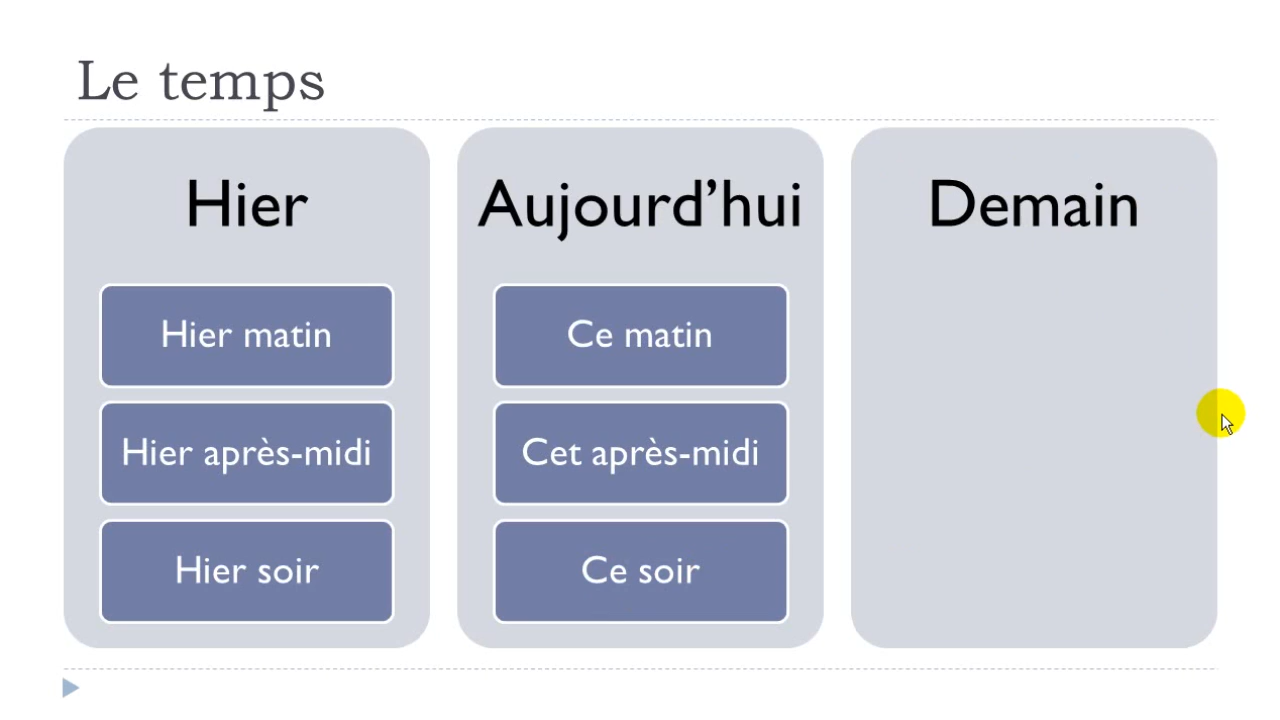 Le temps
Hier
Hier matin
Hier après-midi
Hier soir
Aujourd’hui
Ce matin
Cet après-midi
Ce soir
Demain